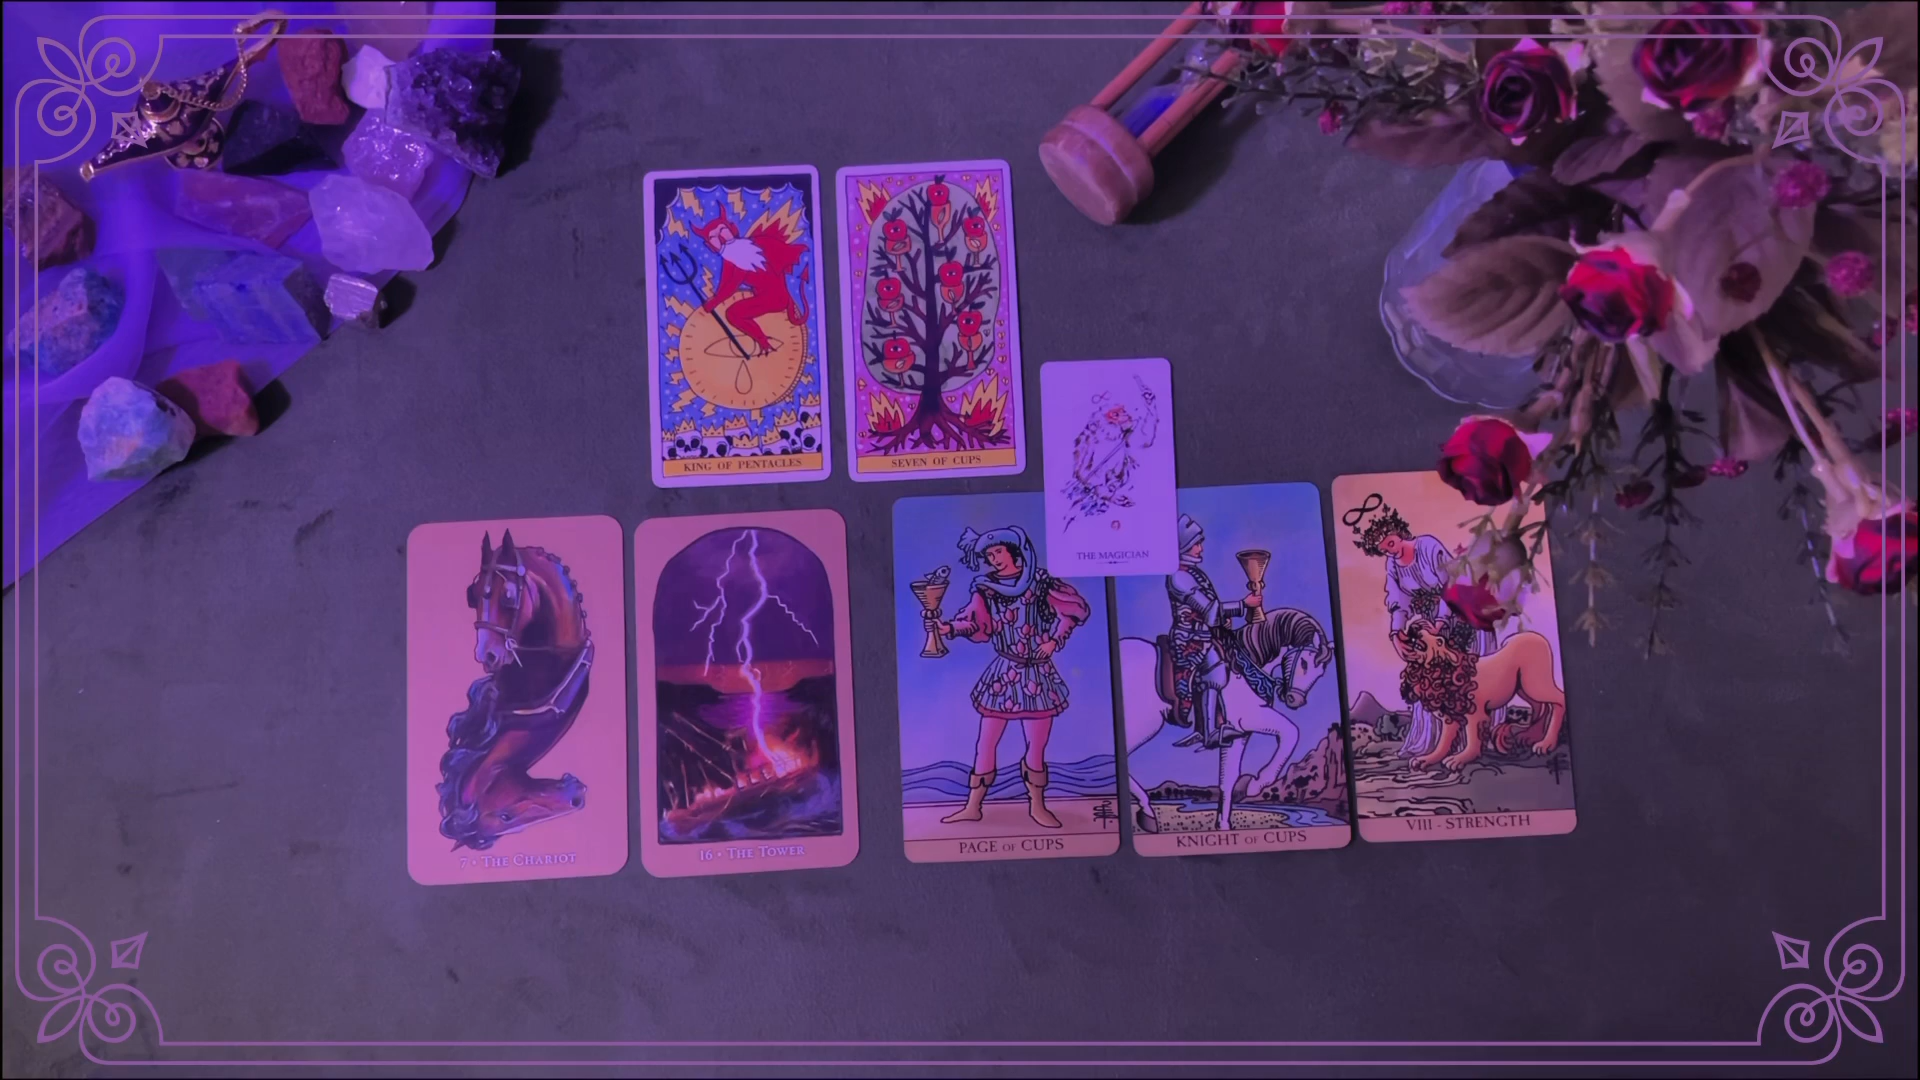 KING OF PENTACLES
SEVEN OF CUPS
THE MAGICIAN
7 • THE CHARIOT
16 • THE TOWER
PAGE OF CUPS
KNIGHT OF CUPS
VIII - STRENGTH